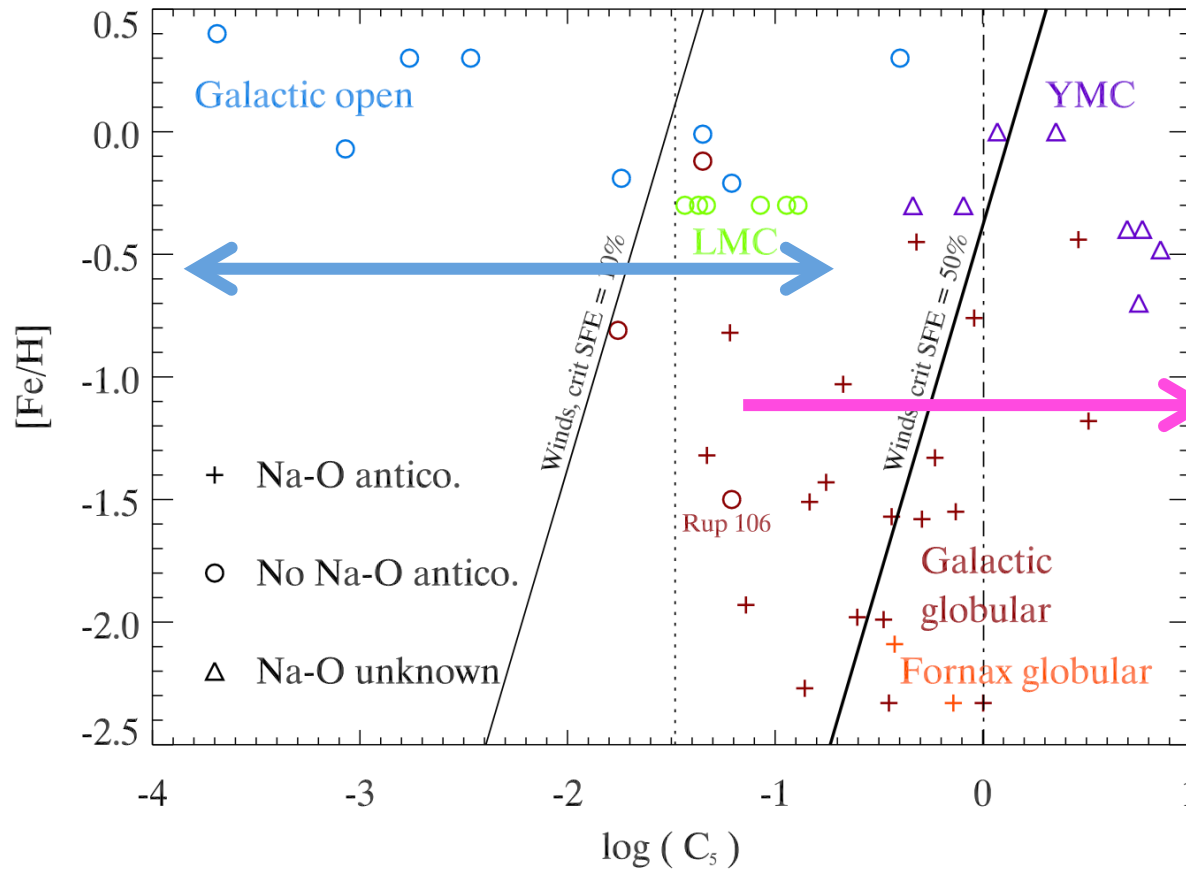 0.5
0.0
-0.5
-1.0
-1.5
-2.0
-2.5
[Fe/H]
Galactic open
YMC
LMC
Winds, crit SFE = 10%
Winds, crit SFE = 50%
Na-O antico.
No Na-O antico.
Na-O unknown
Rup 106
Galactic
globular
Fornax globular
-4
-3
-2
-1
0
1
log ( C₅ )